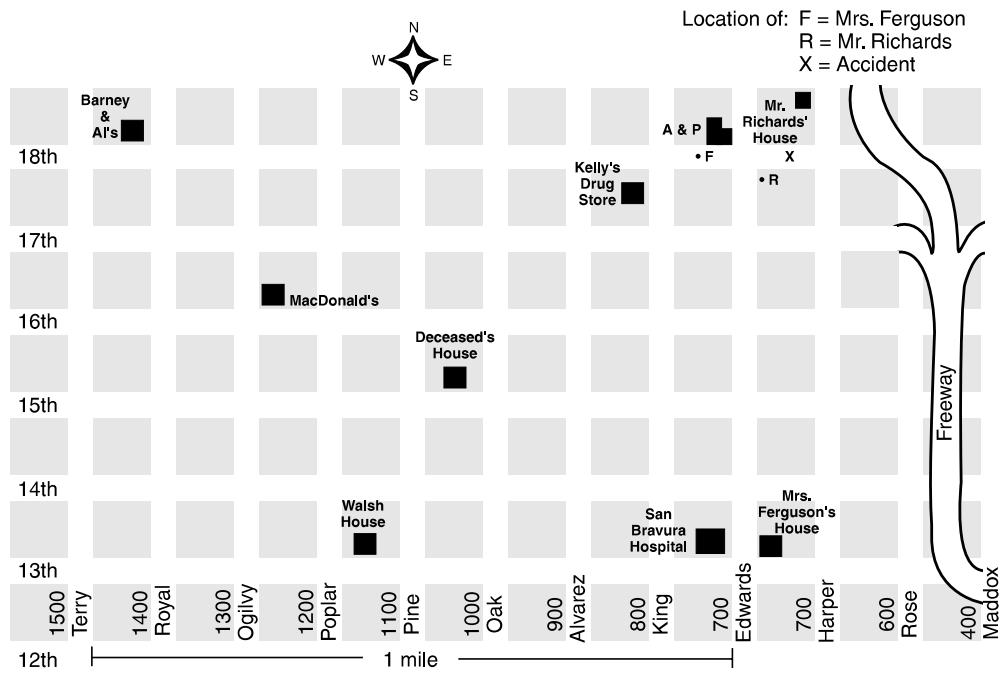 Location of: F = Mrs. Ferguson
R = Mr. Richards
X = Accident
N
W E
S
Barney
&
Al's
A & P
Mr.
Richards'
House
18th
• F
X
Kelly's
Drug
Store
• R
17th
MacDonald's
16th
Deceased's
House
15th
Freeway
14th
Walsh
House
San
Bravura
Hospital
Mrs.
Ferguson's
House
13th
1500
Terry
1400
Royal
1300
Ogilvy
1200
Poplar
1100
Pine
1000
Oak
900
Alvarez
800
King
700
Edwards
700
Harper
600
Rose
400
Maddox
12th
1 mile